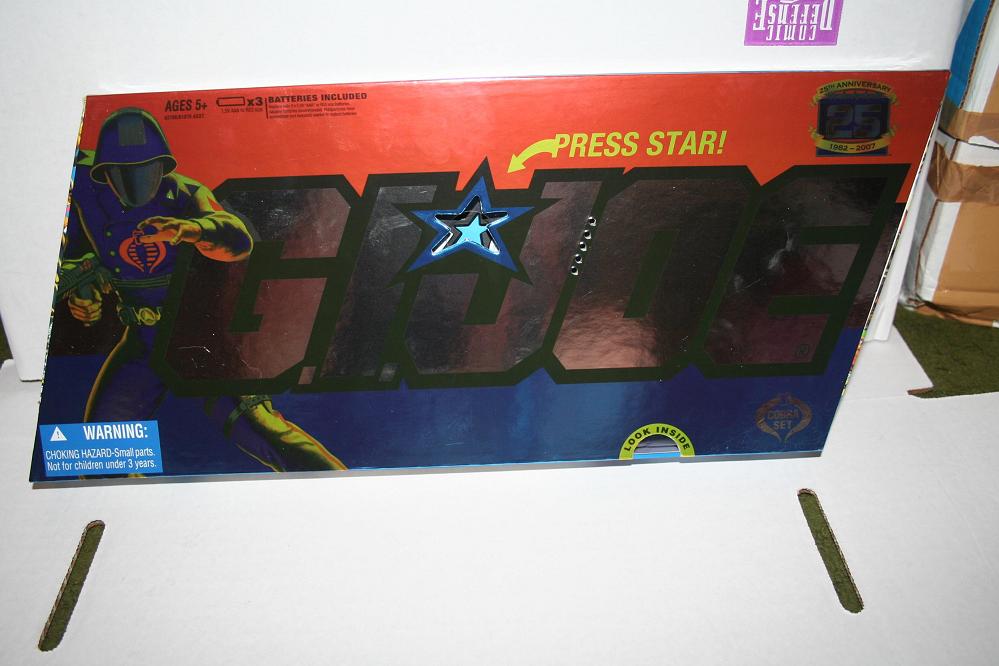 COMIC
DEFENSE
AGES 5+
x3
BATTERIES INCLUDED
PRESS STAR!
25TH ANNIVERSARY
25
1982 - 2007
G.I. JOE
®
WARNING:
CHOKING HAZARD-Small parts.
Not for children under 3 years.
LOOK INSIDE
COBRA
SET